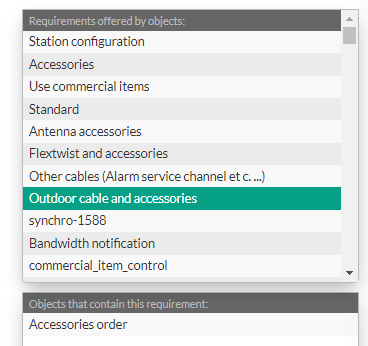 Requirements offered by objects:
Station configuration
Accessories
Use commercial items
Standard
Antenna accessories
Flextwist and accessories
Other cables (Alarm service channel et c. ...)
Outdoor cable and accessories
synchro-1588
Bandwidth notification
commercial_item_control
Objects that contain this requirement:
Accessories order